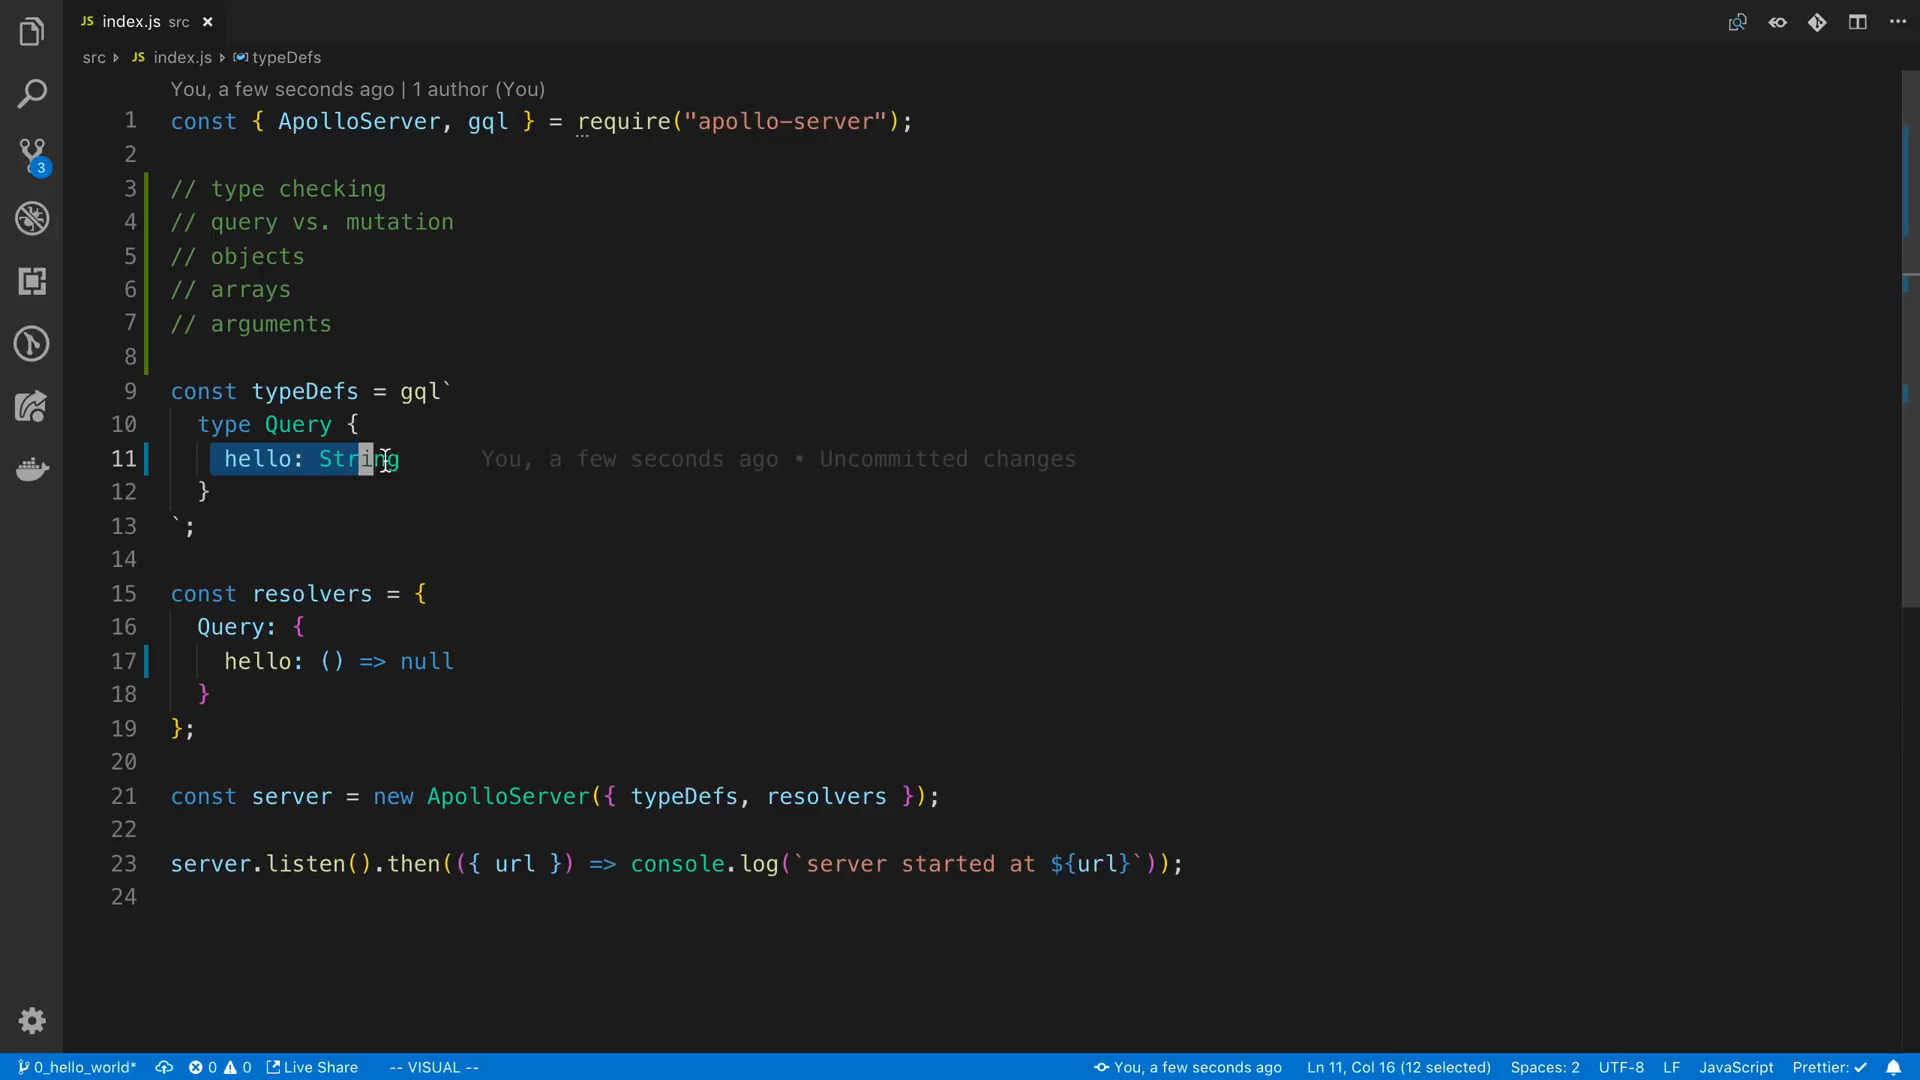 JS index.js src ×
src JS index.js typeDefs
You, a few seconds ago | 1 author (You)
1 const { ApolloServer, gql } = require("apollo-server");
2
3 // type checking
4 // query vs. mutation
5 // objects
6 // arrays
7 // arguments
8
9 const typeDefs = gql`
10 type Query {
11 hello: String You, a few seconds ago • Uncommitted changes
12 }
13 `;
14
15 const resolvers = {
16 Query: {
17 hello: () => null
18 }
19 };
20
21 const server = new ApolloServer({ typeDefs, resolvers });
22
23 server.listen().then(({ url }) => console.log(`server started at ${url}`));
24
3
0_hello_world* 0 0 Live Share -- VISUAL -- You, a few seconds ago Ln 11, Col 16 (12 selected) Spaces: 2 UTF-8 LF JavaScript Prettier: ✓